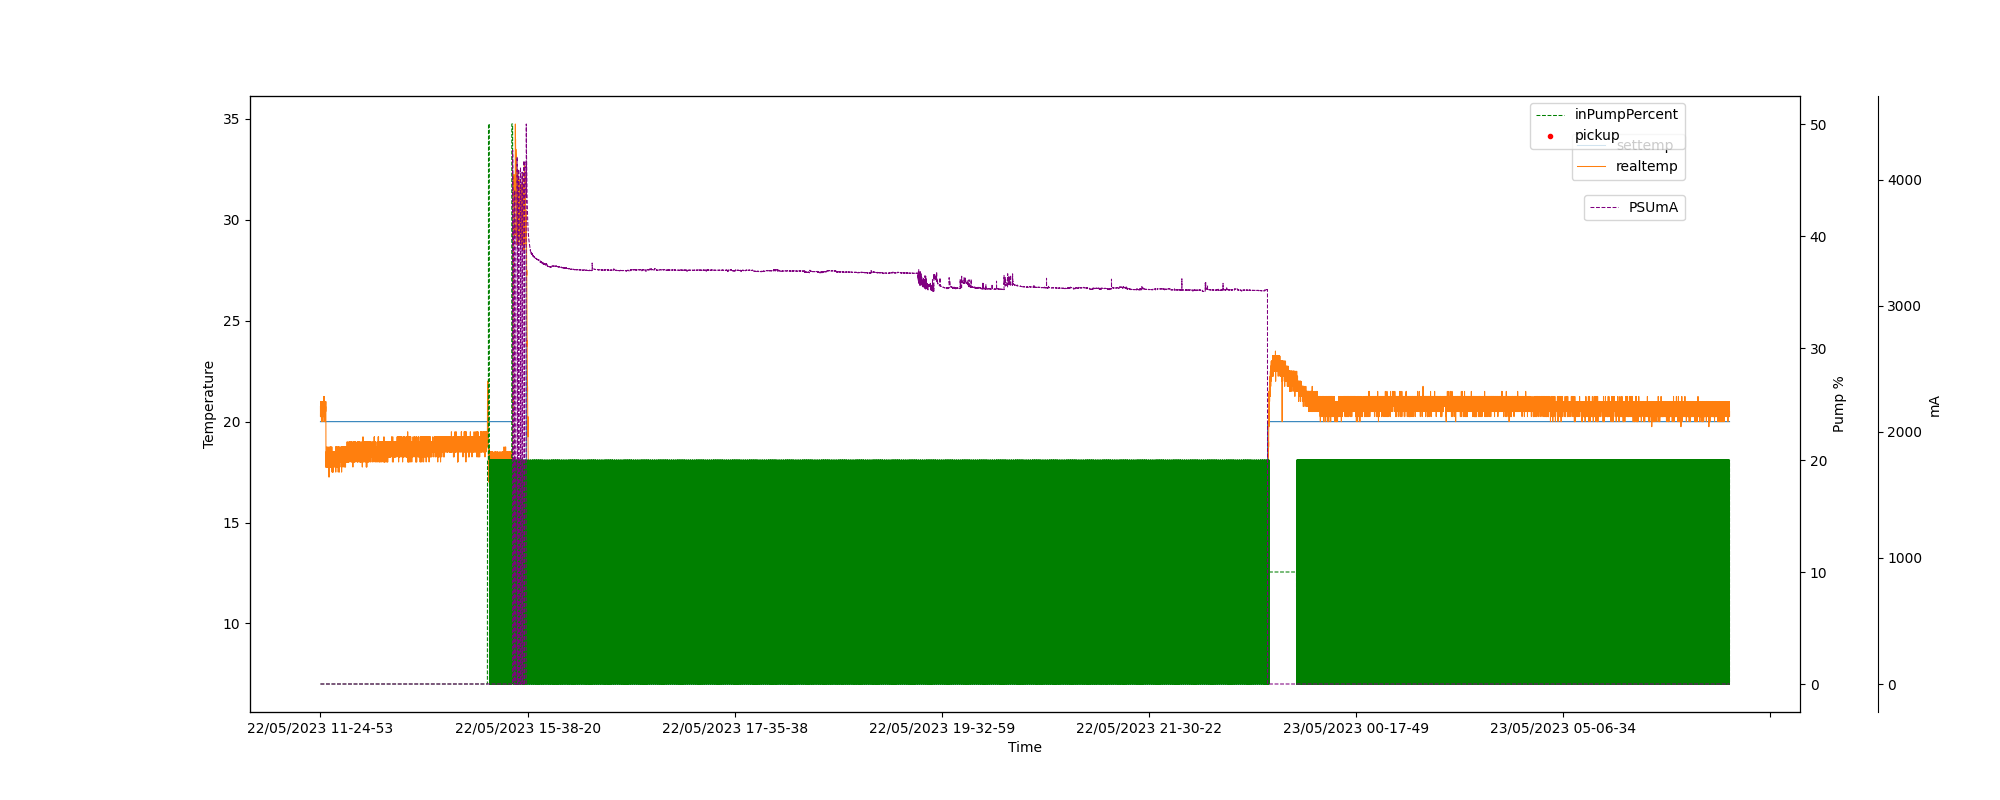 35
30
25
20
15
10
Temperature
inPumpPercent
pickup
settemp
realtemp
PSUmA
50
40
30
20
10
0
Pump %
4000
3000
2000
1000
0
mA
22/05/2023 11-24-53
22/05/2023 15-38-20
22/05/2023 17-35-38
22/05/2023 19-32-59
22/05/2023 21-30-22
23/05/2023 00-17-49
23/05/2023 05-06-34
Time